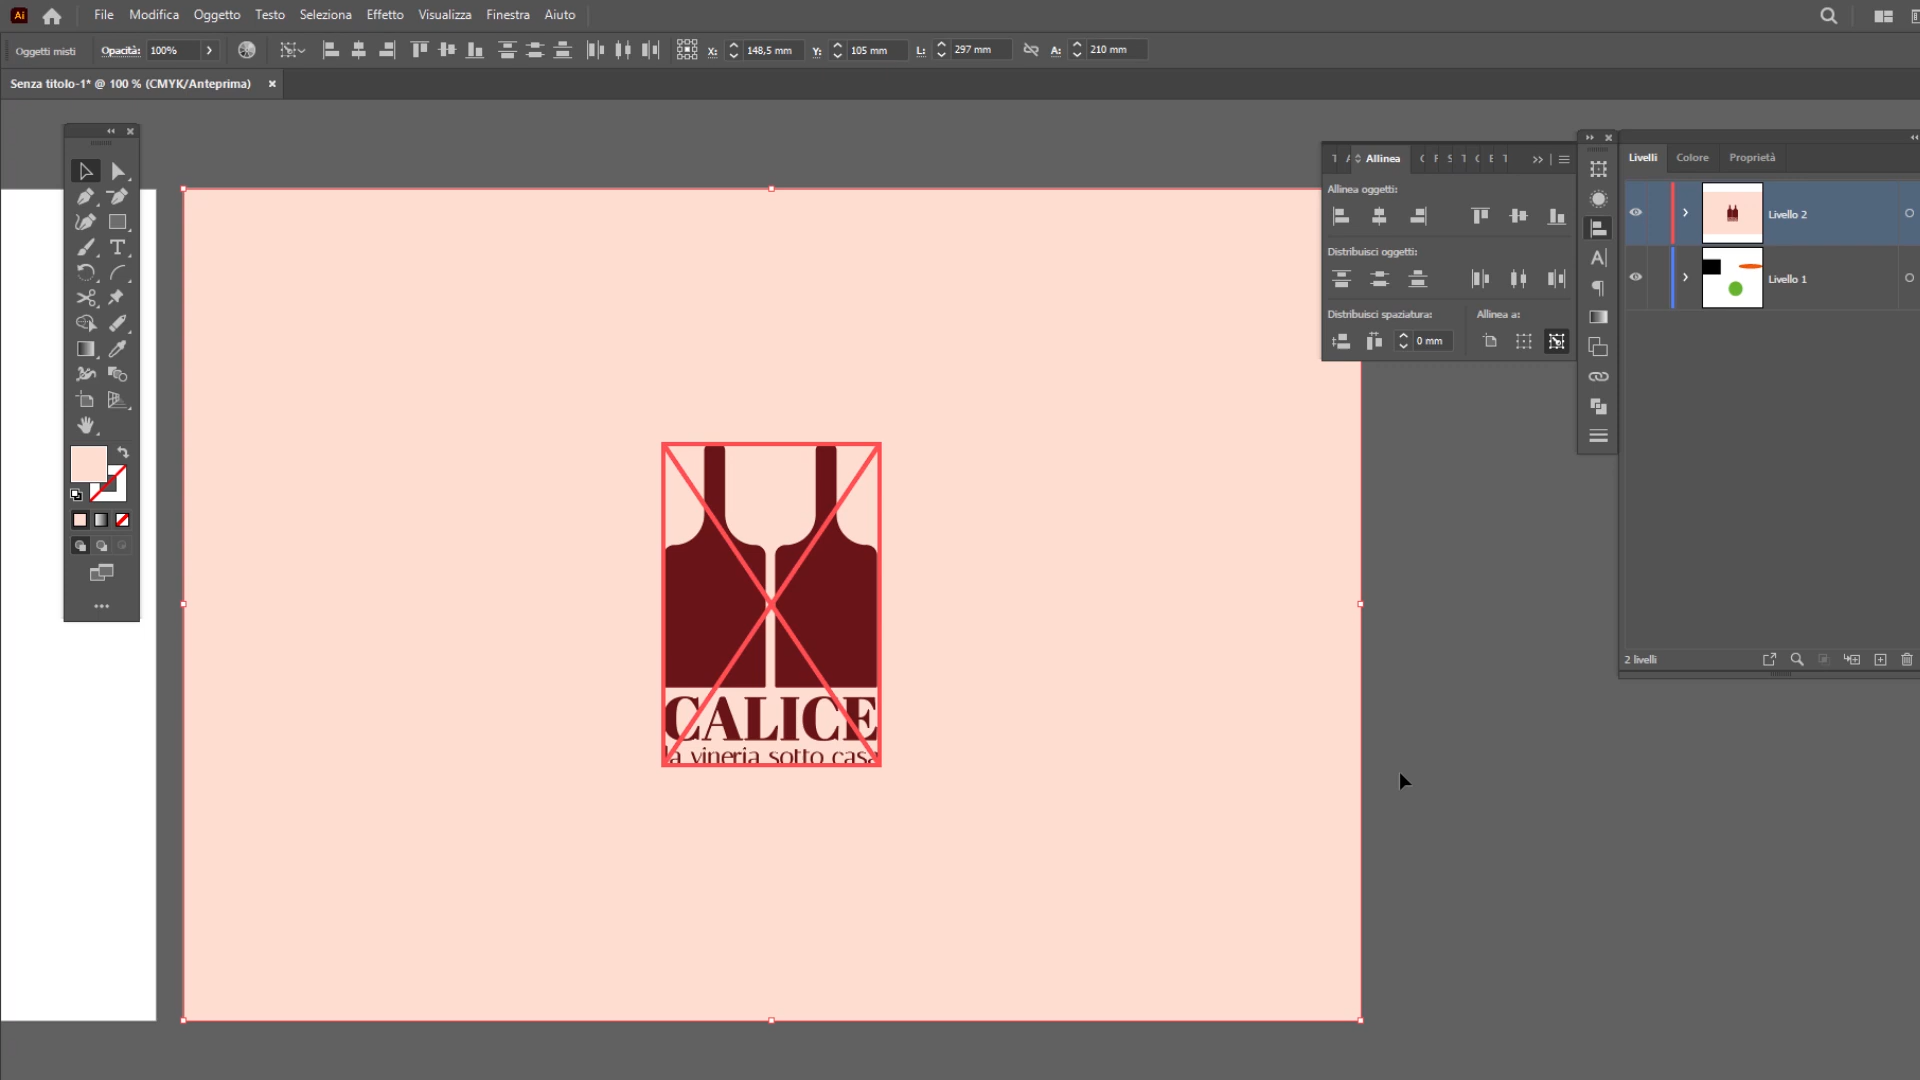 Ai File Modifica Oggetto Testo Seleziona Effetto Visualizza Finestra Aiuto
Oggetti misti Opacità: 100% X: 148,5 mm Y: 105 mm L: 297 mm A: 210 mm
Senza titolo-1* @ 100 % (CMYK/Anteprima)
Allinea
Allinea oggetti:
Distribuisci oggetti:
Distribuisci spaziatura: Allinea a:
0 mm
Livelli Colore Proprietà
Livello 2
Livello 1
2 livelli
CALICE
la vineria sotto casa